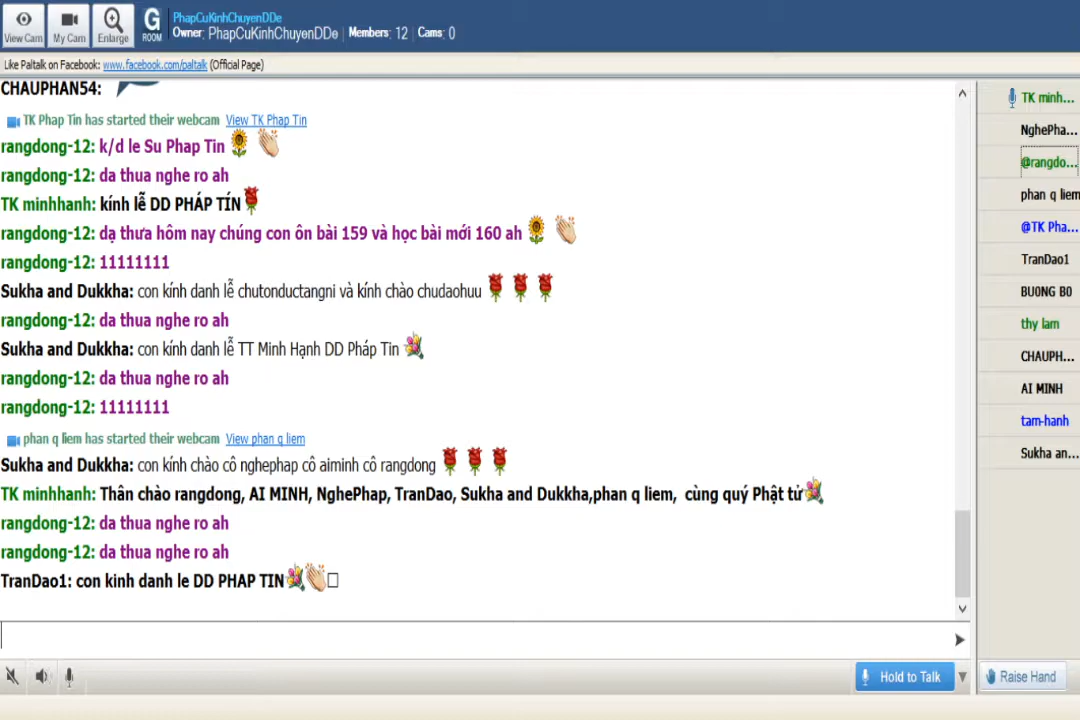 View Cam
My Cam
Enlarge
G
ROOM
PhapCuKinhChuyenDDe
Owner: PhapCuKinhChuyenDDe | Members: 12 | Cams: 0
Like Paltalk on Facebook: www.facebook.com/paltalk (Official Page)
CHAUPHAN54:
TK Phap Tin has started their webcam View TK Phap Tin
rangdong-12: k/d le Su Phap Tin
rangdong-12: da thua nghe ro ah
TK minhhanh: kính lễ DD PHÁP TÍN
rangdong-12: dạ thưa hôm nay chúng con ôn bài 159 và học bài mới 160 ah
rangdong-12: 11111111
Sukha and Dukkha: con kính danh lễ chutonductangni và kính chào chudaohuu
rangdong-12: da thua nghe ro ah
Sukha and Dukkha: con kính danh lễ TT Minh Hạnh DD Pháp Tin
rangdong-12: da thua nghe ro ah
rangdong-12: 11111111
phan q liem has started their webcam View phan q liem
Sukha and Dukkha: con kính chào cô nghephap cô aiminh cô rangdong
TK minhhanh: Thân chào rangdong, AI MINH, NghePhap, TranDao, Sukha and Dukkha,phan q liem, cùng quý Phật tử
rangdong-12: da thua nghe ro ah
rangdong-12: da thua nghe ro ah
TranDao1: con kinh danh le DD PHAP TIN
TK minh...
NghePha...
@rangdo...
phan q liem
@TK Pha...
TranDao1
BU0NG B0
thy lam
CHAUPH...
AI MINH
tam-hanh
Sukha an...
Hold to Talk
Raise Hand